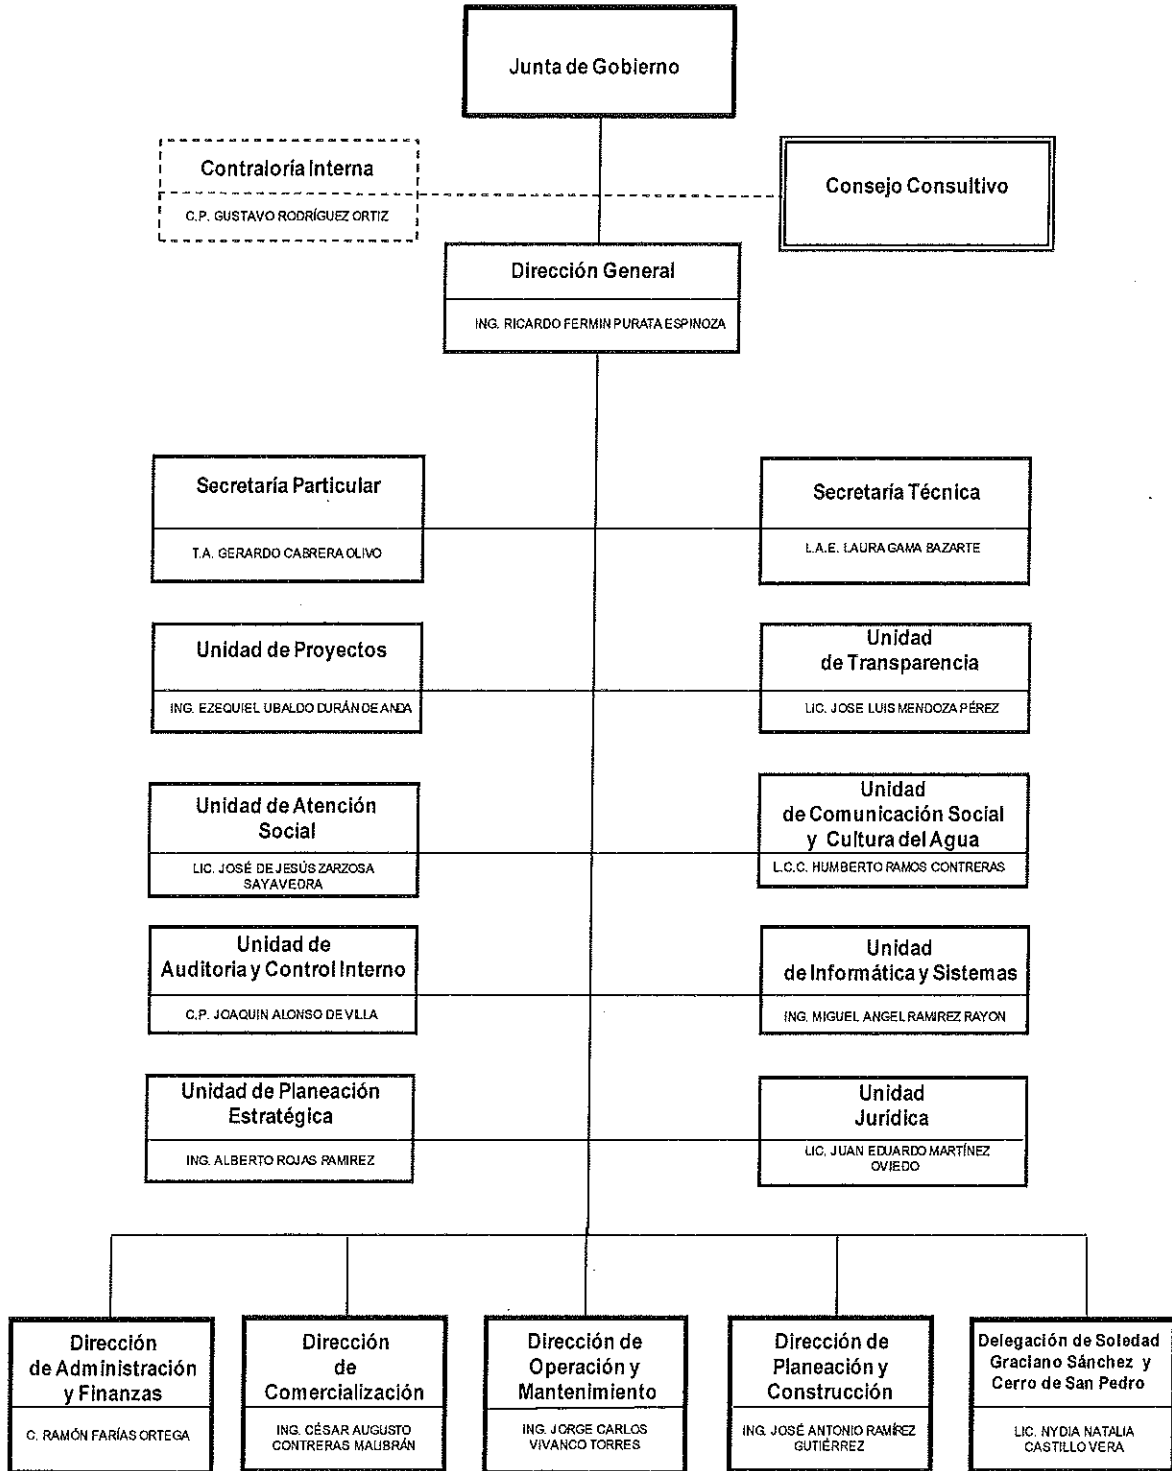 Junta de Gobierno
Contraloría Interna
C.P. GUSTAVO RODRÍGUEZ ORTIZ
Consejo Consultivo
Dirección General
ING. RICARDO FERMIN PURATA ESPINOZA
Secretaría Particular
T.A. GERARDO CABRERA OLIVO
Secretaría Técnica
L.A.E. LAURA GAMA BAZARTE
Unidad de Proyectos
ING. EZEQUIEL UBALDO DURÁN DE ANDA
Unidad
de Transparencia
LIC. JOSE LUIS MENDOZA PÉREZ
Unidad de Atención
Social
LIC. JOSÉ DE JESÚS ZARZOSA
SAYAVEDRA
Unidad
de Comunicación Social
y Cultura del Agua
L.C.C. HUMBERTO RAMOS CONTRERAS
Unidad de
Auditoria y Control Interno
C.P. JOAQUIN ALONSO DE VILLA
Unidad
de Informática y Sistemas
ING. MIGUEL ANGEL RAMIREZ RAYON
Unidad de Planeación
Estratégica
ING. ALBERTO ROJAS RAMIREZ
Unidad
Jurídica
LIC. JUAN EDUARDO MARTÍNEZ
OVIEDO
Dirección
de Administración
y Finanzas
C. RAMÓN FARÍAS ORTEGA
Dirección
de
Comercialización
ING. CÉSAR AUGUSTO
CONTRERAS MALIBRÁN
Dirección de
Operación y
Mantenimiento
ING. JORGE CARLOS
VIVANCO TORRES
Dirección de
Planeación y
Construcción
ING. JOSÉ ANTONIO RAMÍREZ
GUTIÉRREZ
Delegación de Soledad
Graciano Sánchez y
Cerro de San Pedro
LIC. NYDIA NATALIA
CASTILLO VERA